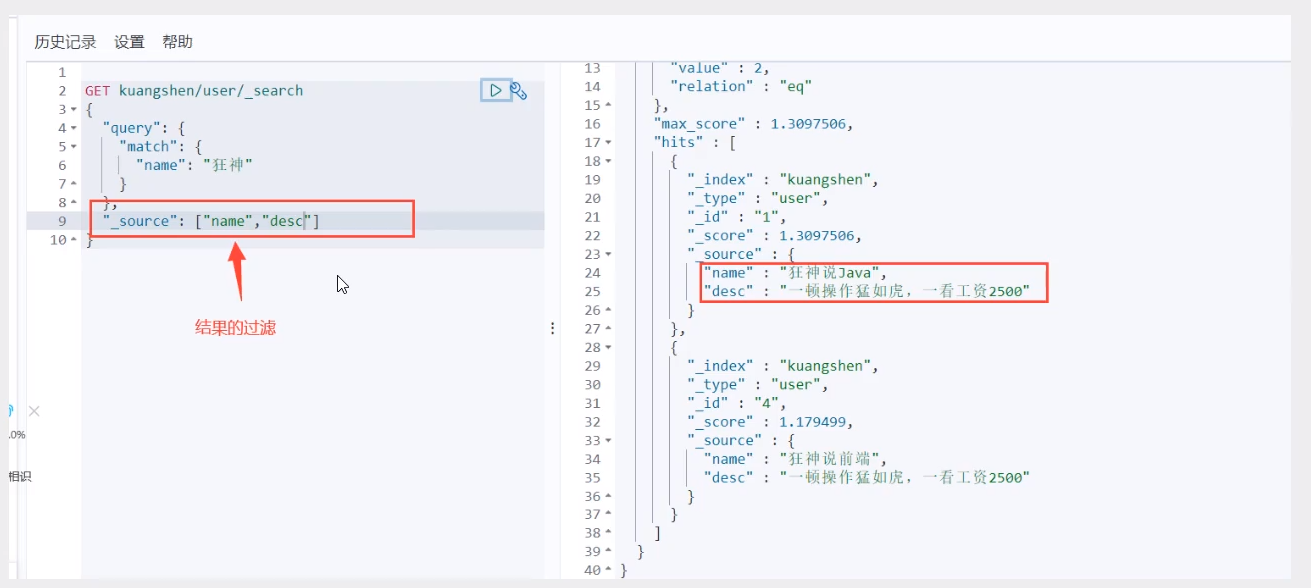 历史记录 设置 帮助
1
2 GET kuangshen/user/_search
3 {
4 "query": {
5 "match": {
6 "name": "狂神"
7 }
8 },
9 "_source": ["name","desc"]
10 }
结果的过滤
.0%
相识
13 "value" : 2,
14 "relation" : "eq"
15 },
16 "max_score" : 1.3097506,
17 "hits" : [
18 {
19 "_index" : "kuangshen",
20 "_type" : "user",
21 "_id" : "1",
22 "_score" : 1.3097506,
23 "_source" : {
24 "name" : "狂神说Java",
25 "desc" : "一顿操作猛如虎，一看工资2500"
26 }
27 },
28 {
29 "_index" : "kuangshen",
30 "_type" : "user",
31 "_id" : "4",
32 "_score" : 1.179499,
33 "_source" : {
34 "name" : "狂神说前端",
35 "desc" : "一顿操作猛如虎，一看工资2500"
36 }
37 }
38 ]
39 }
40 }